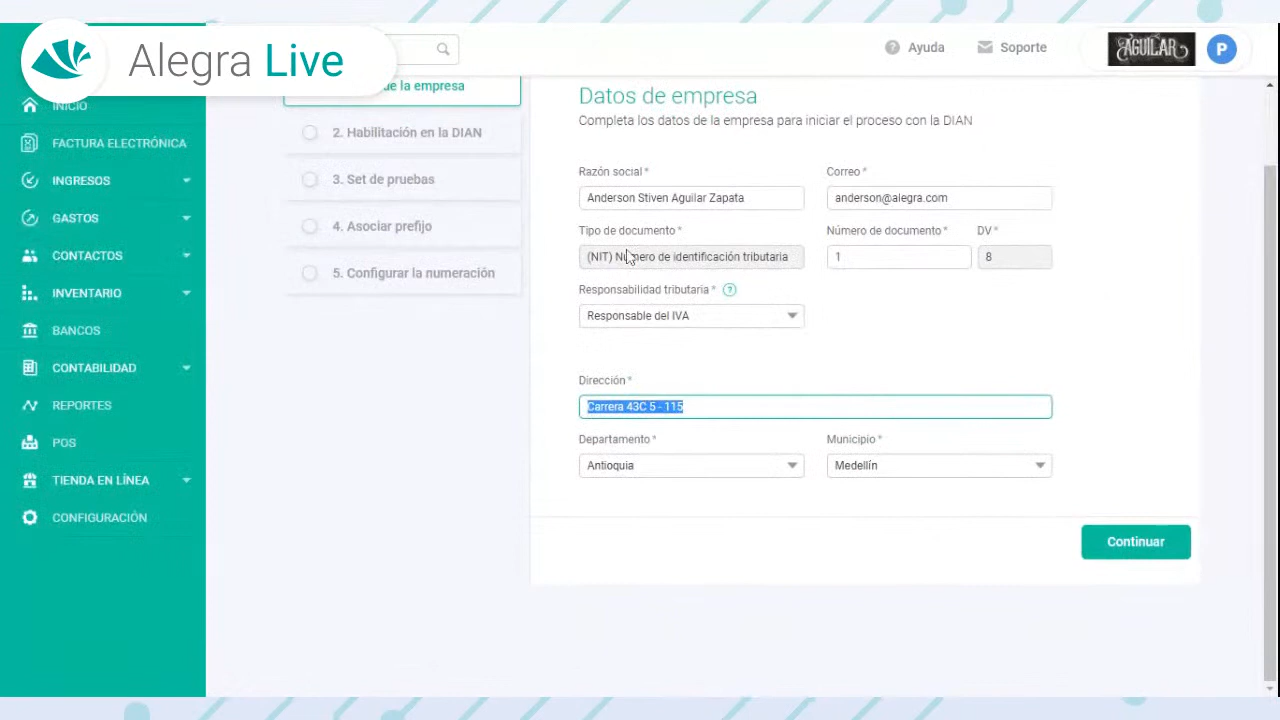 Alegra Live
Ayuda
Soporte
AGUILAR
P
INICIO
FACTURA ELECTRÓNICA
INGRESOS
GASTOS
CONTACTOS
INVENTARIO
BANCOS
CONTABILIDAD
REPORTES
POS
TIENDA EN LÍNEA
CONFIGURACIÓN
de la empresa
2. Habilitación en la DIAN
3. Set de pruebas
4. Asociar prefijo
5. Configurar la numeración
Datos de empresa
Completa los datos de la empresa para iniciar el proceso con la DIAN
Razón social * Correo *
Anderson Stiven Aguilar Zapata anderson@alegra.com
Tipo de documento * Número de documento * DV *
(NIT) Número de identificación tributaria 1 8
Responsabilidad tributaria * ?
Responsable del IVA
Dirección *
Carrera 43C 5 - 115
Departamento * Municipio *
Antioquia Medellín
Continuar